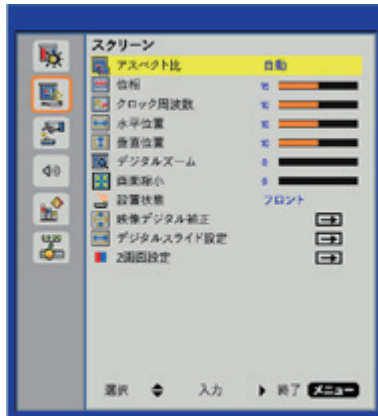 スクリーン
アスペクト比 自動
位相
クロック周波数
水平位置
垂直位置
デジタルズーム 0
画面縮小 0
設置状態 フロント
映像デジタル補正
デジタルスライド設定
2画面設定
選択 入力 終了 メニュー